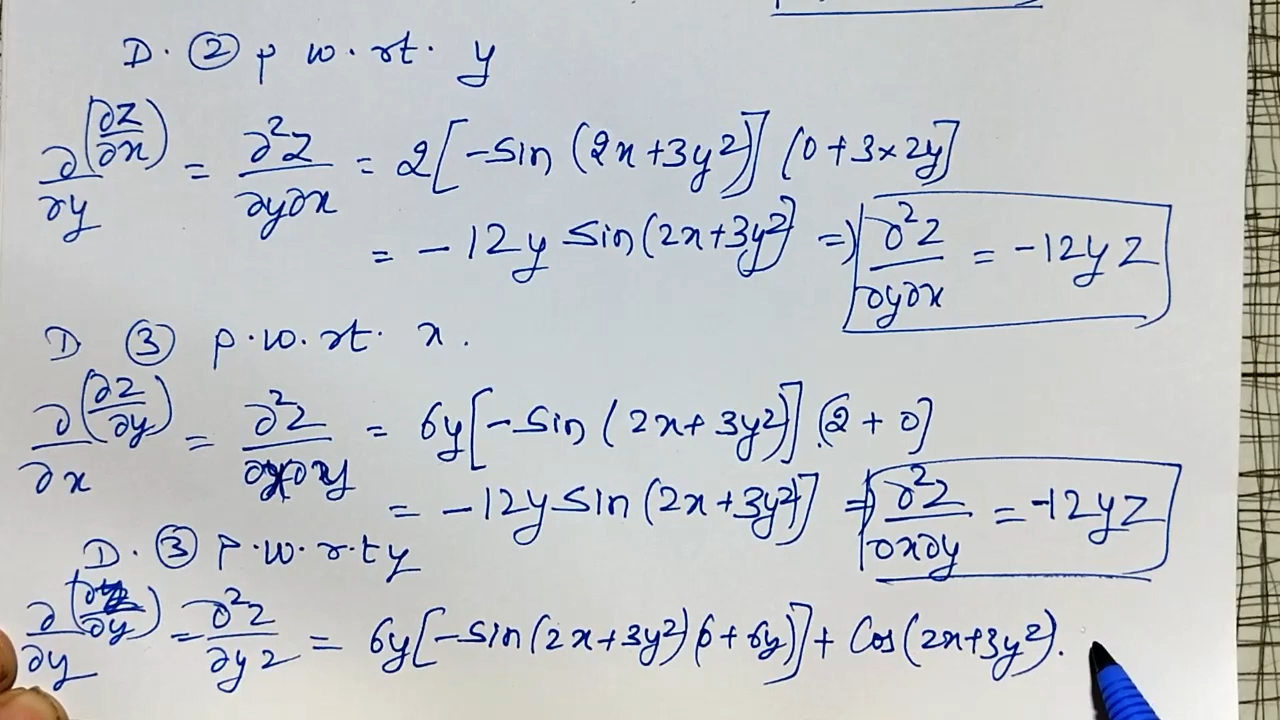 D. ② p w.rt. y
∂(∂z/∂x)/∂y = ∂²z/∂y∂x = 2[-sin (2x+3y²)] (0+3×2y]
= -12y sin(2x+3y²) ⇒ ∂²z/∂y∂x = -12yz
D ③ p.w.rt. x.
∂(∂z/∂y)/∂x = ∂²z/∂x∂y = 6y[-sin (2x+3y²)] (2+0]
= -12y sin (2x+3y²)] ⇒ ∂²z/∂x∂y = -12yz
D. ③ p.w.r.t y
∂(∂z/∂y)/∂y = ∂²z/∂y2 = 6y[-sin(2x+3y²)(0+6y)] + Cos(2x+3y²).